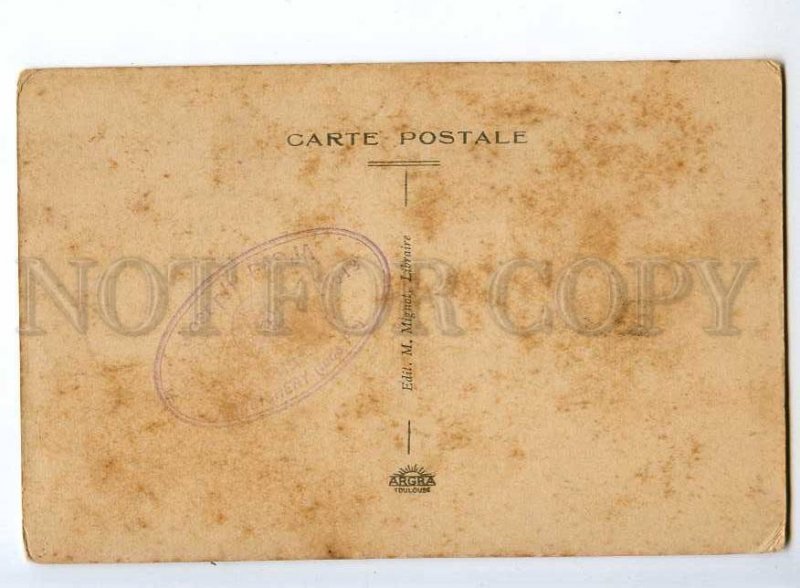 CARTE POSTALE
NOT FOR COPY
Edit. M. Mignot, Libraire
ARGRA
TOULOUSE